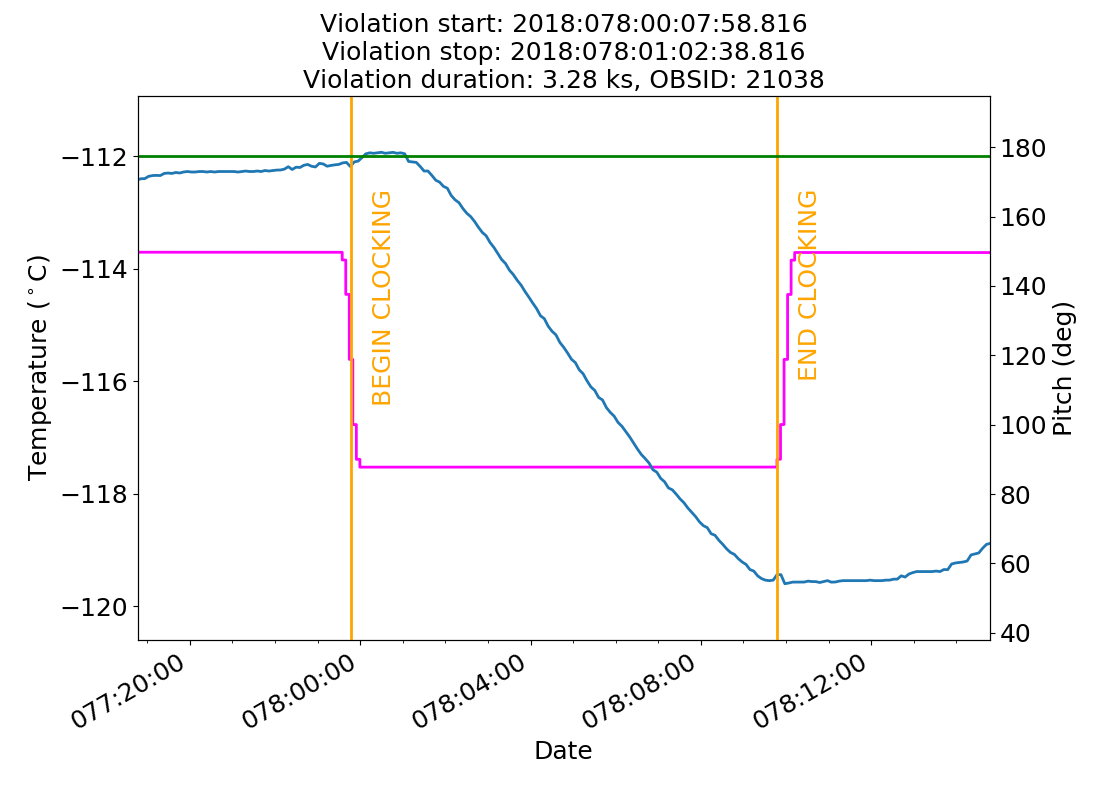 Violation start: 2018:078:00:07:58.816
Violation stop: 2018:078:01:02:38.816
Violation duration: 3.28 ks, OBSID: 21038
Temperature (°C)
−112
−114
−116
−118
−120
BEGIN CLOCKING
END CLOCKING
180
160
140
120
100
80
60
40
Pitch (deg)
077:20:00
078:00:00
078:04:00
078:08:00
078:12:00
Date